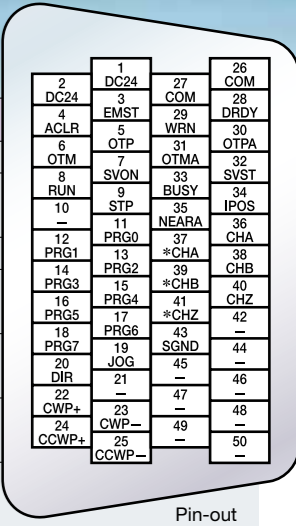 2
DC24
4
ACLR
6
OTM
8
RUN
10
–
12
PRG1
14
PRG3
16
PRG5
18
PRG7
20
DIR
22
CWP+
24
CCWP+
1
DC24
3
EMST
5
OTP
7
SVON
9
STP
11
PRG0
13
PRG2
15
PRG4
17
PRG6
19
JOG
21
–
23
CWP–
25
CCWP–
27
COM
29
WRN
31
OTMA
33
BUSY
35
NEARA
37
*CHA
39
*CHB
41
*CHZ
43
SGND
45
–
47
–
49
–
26
COM
28
DRDY
30
OTPA
32
SVST
34
IPOS
36
CHA
38
CHB
40
CHZ
42
–
44
–
46
–
48
–
50
–
Pin-out